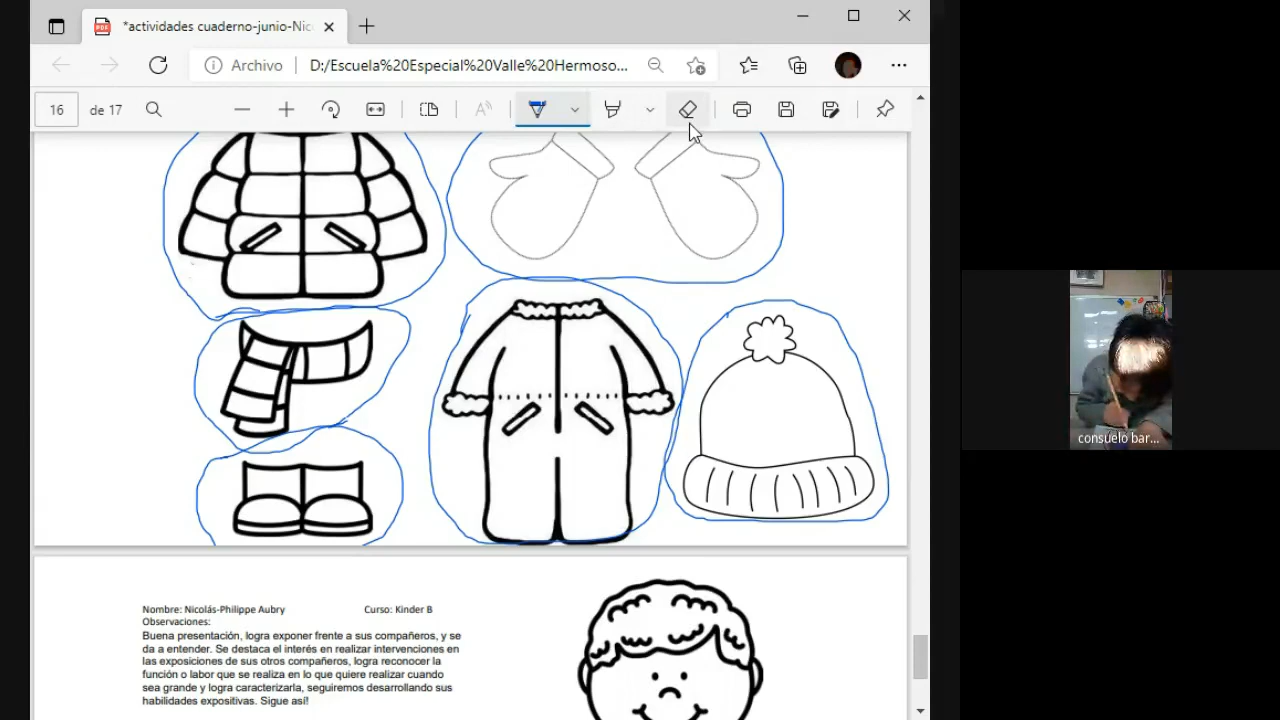 *actividades cuaderno-junio-Nic
Archivo
D:/Escuela%20Especial%20Valle%20Hermoso...
16
de 17
Nombre: Nicolás-Philippe Aubry
Curso: Kinder B
Observaciones:
Buena presentación, logra exponer frente a sus compañeros, y se
da a entender. Se destaca el interés en realizar intervenciones en
las exposiciones de sus otros compañeros, logra reconocer la
función o labor que se realiza en lo que quiere realizar cuando
sea grande y logra caracterizarla, seguiremos desarrollando sus
habilidades expositivas. Sigue así!
consuelo bar...